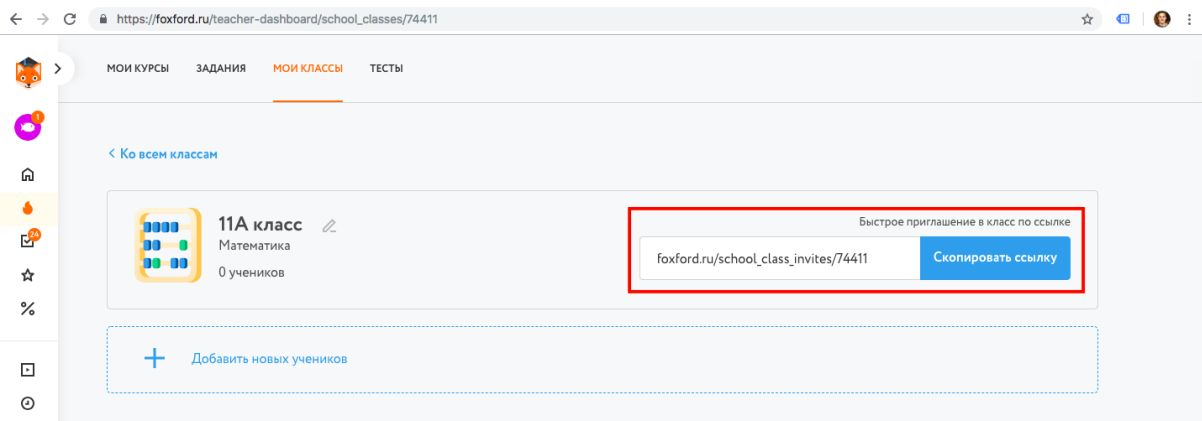 https://foxford.ru/teacher-dashboard/school_classes/74411
МОИ КУРСЫ ЗАДАНИЯ МОИ КЛАССЫ ТЕСТЫ
1
< Ко всем классам
11А класс
Математика
0 учеников
Быстрое приглашение в класс по ссылке
foxford.ru/school_class_invites/74411
Скопировать ссылку
24
Добавить новых учеников